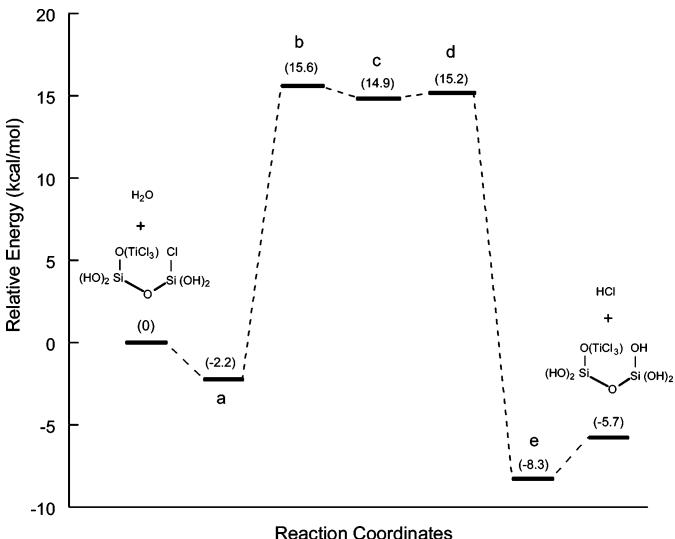 20
15
10
5
0
-5
-10
Relative Energy (kcal/mol)
Reaction Coordinates
H₂O
+
O(TiCl₃) Cl
(HO)₂ Si Si(OH)₂
O
(0)
(-2.2)
a
b
(15.6)
c
(14.9)
d
(15.2)
e
(-8.3)
HCl
+
O(TiCl₃) OH
(HO)₂ Si Si(OH)₂
O
(-5.7)